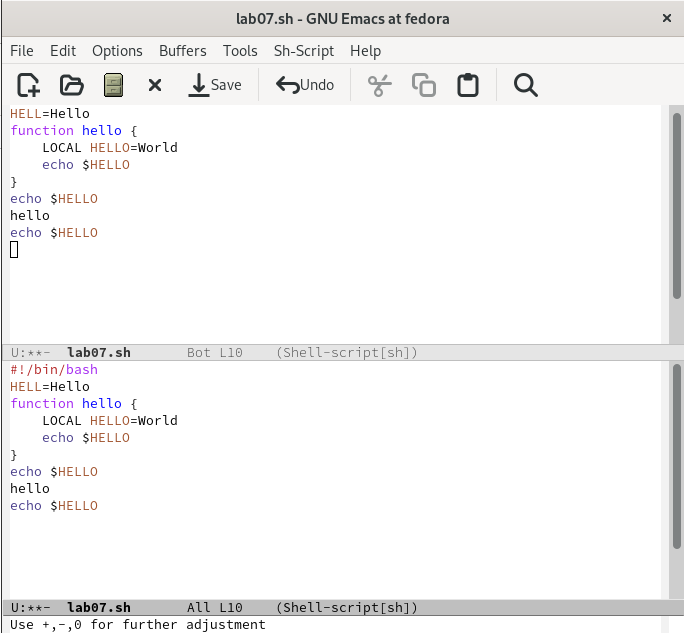 lab07.sh - GNU Emacs at fedora
File Edit Options Buffers Tools Sh-Script Help
Save Undo
HELL=Hello
function hello {
    LOCAL HELLO=World
    echo $HELLO
}
echo $HELLO
hello
echo $HELLO
U:**-  lab07.sh       Bot L10    (Shell-script[sh])
#!/bin/bash
HELL=Hello
function hello {
    LOCAL HELLO=World
    echo $HELLO
}
echo $HELLO
hello
echo $HELLO
U:**-  lab07.sh       All L10    (Shell-script[sh])
Use +,-,0 for further adjustment